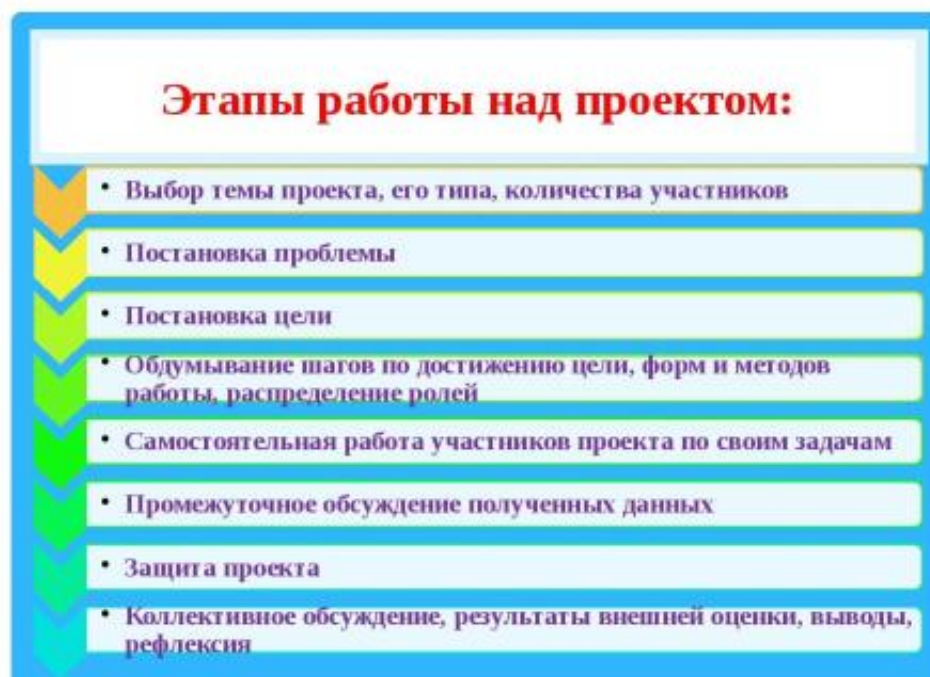 Этапы работы над проектом:
• Выбор темы проекта, его типа, количества участников
• Постановка проблемы
• Постановка цели
• Обдумывание шагов по достижению цели, форм и методов
работы, распределение ролей
• Самостоятельная работа участников проекта по своим задачам
• Промежуточное обсуждение полученных данных
• Защита проекта
• Коллективное обсуждение, результаты внешней оценки, выводы,
рефлексия